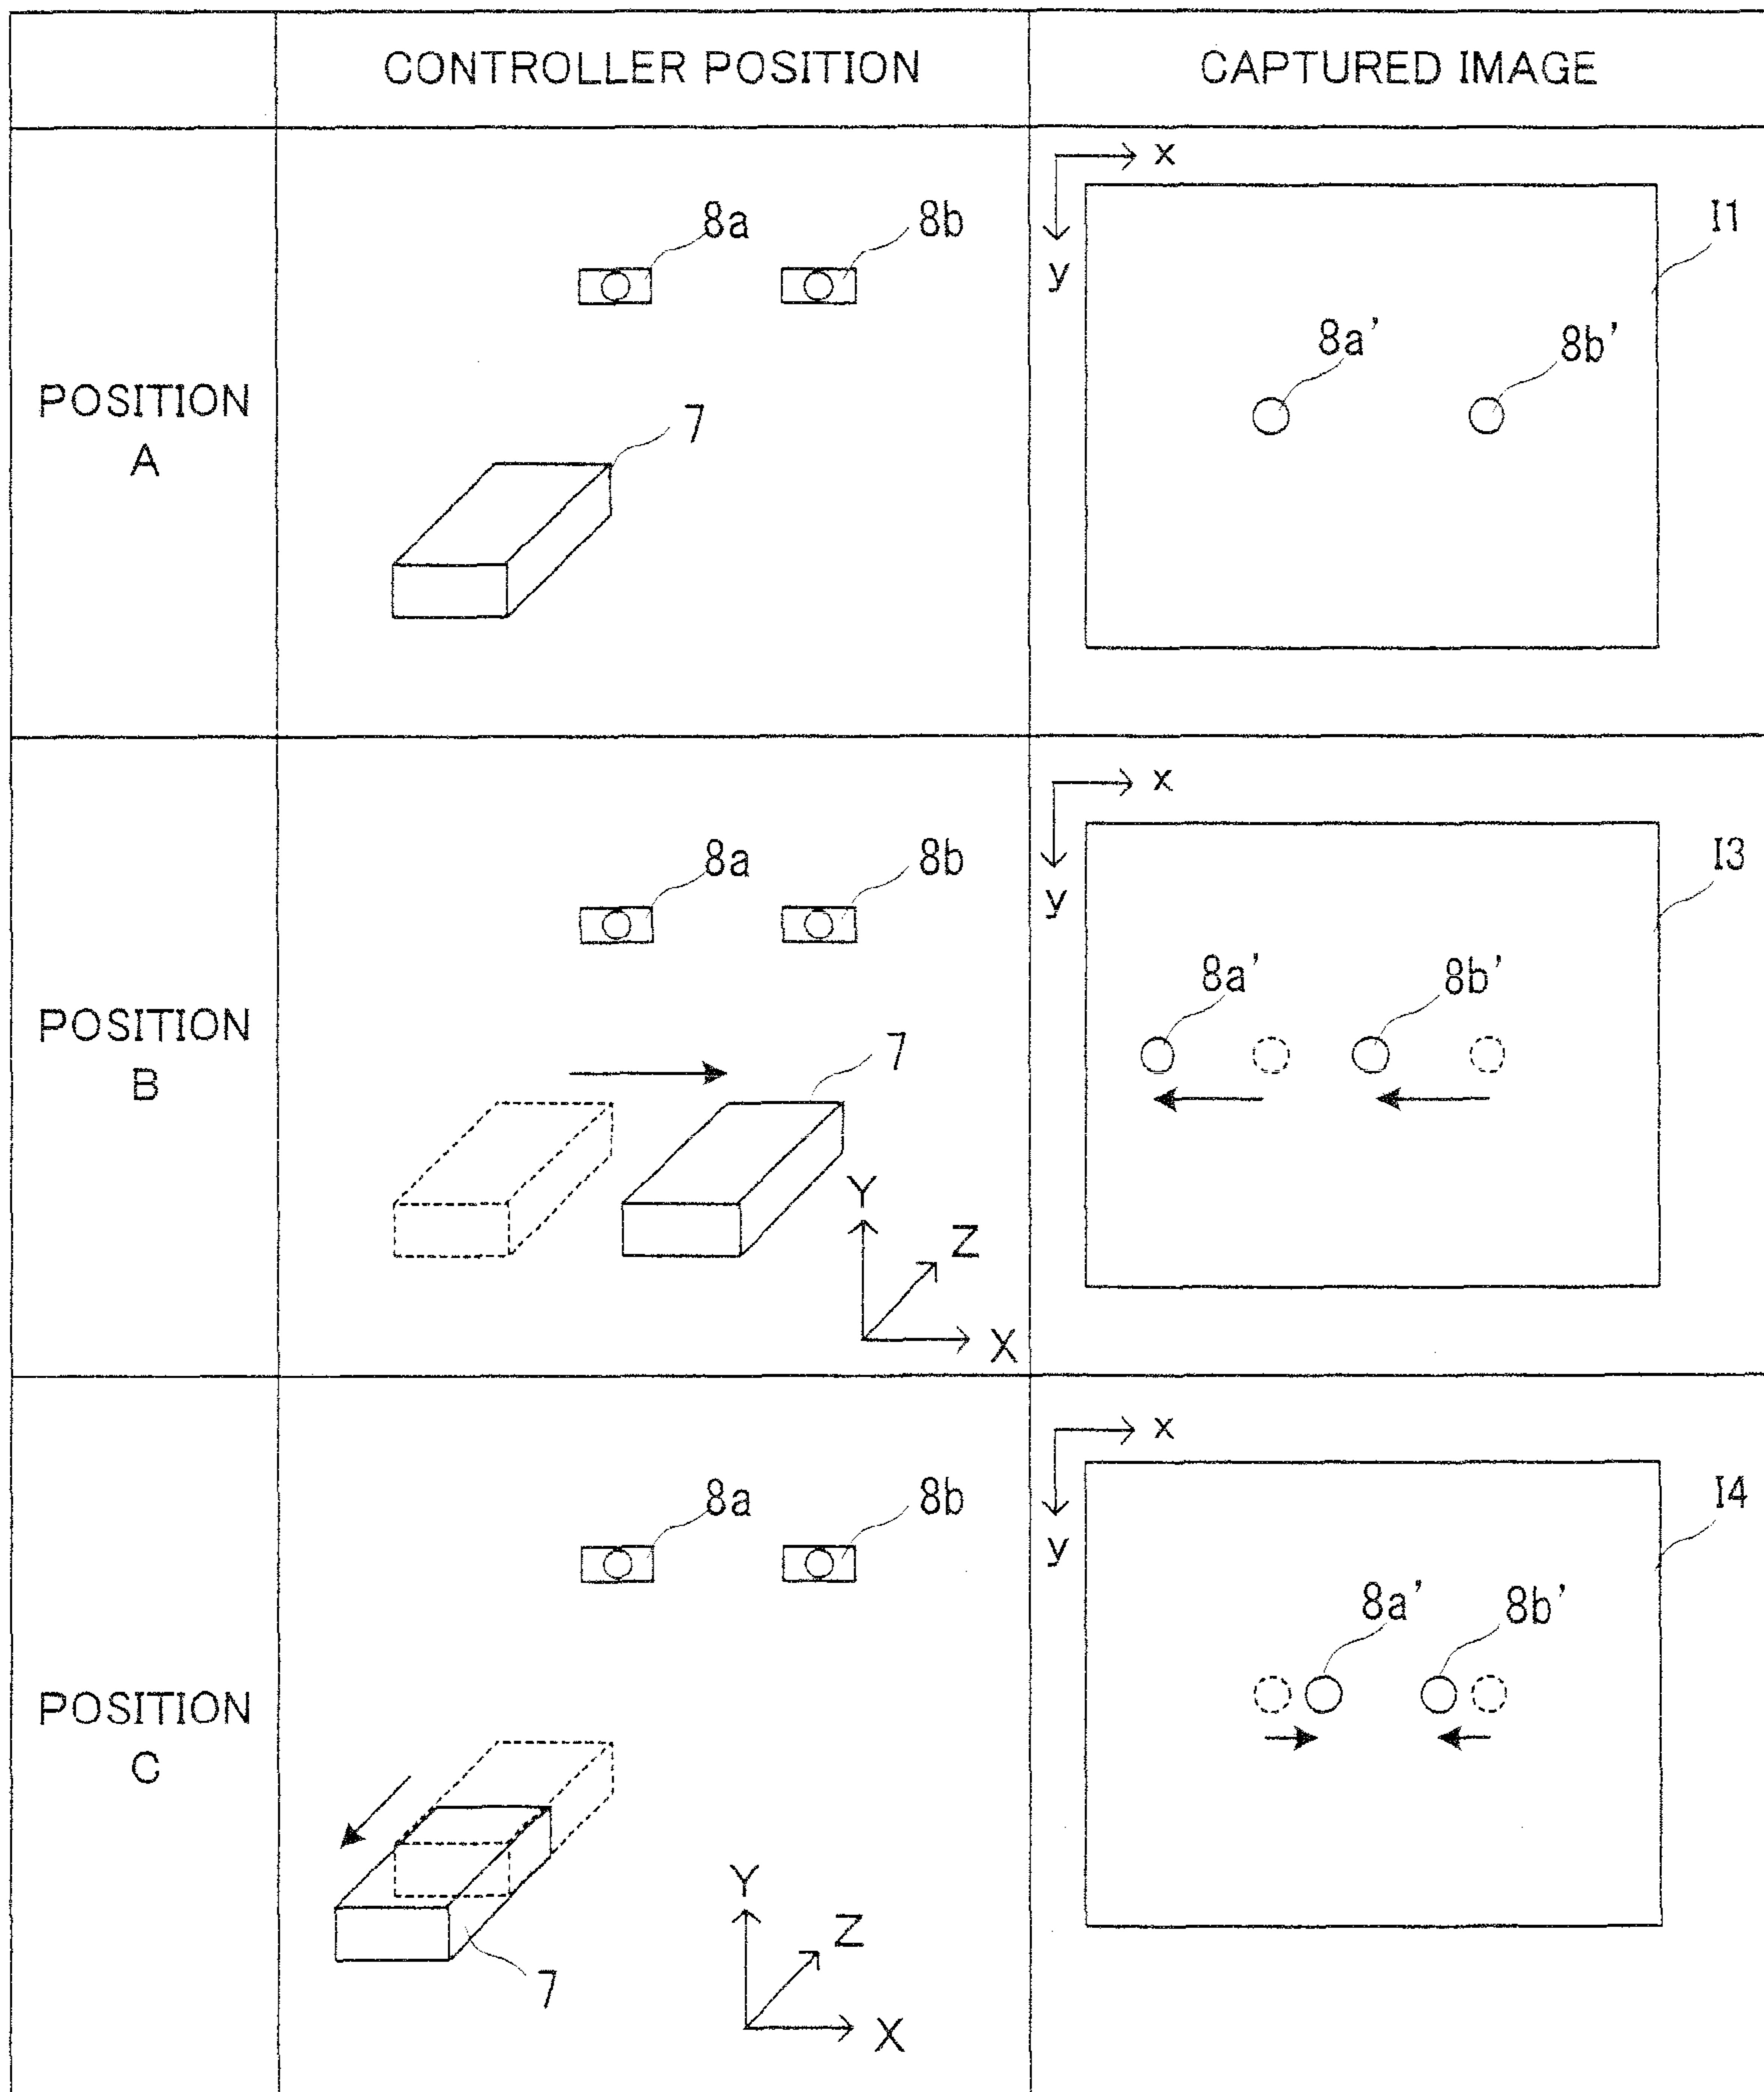 CONTROLLER POSITION
CAPTURED IMAGE
POSITION
A
8a
8b
7
x
y
I1
8a’
8b’
POSITION
B
8a
8b
7
Y
Z
X
x
y
I3
8a’
8b’
POSITION
C
8a
8b
7
Y
Z
X
x
y
I4
8a’
8b’